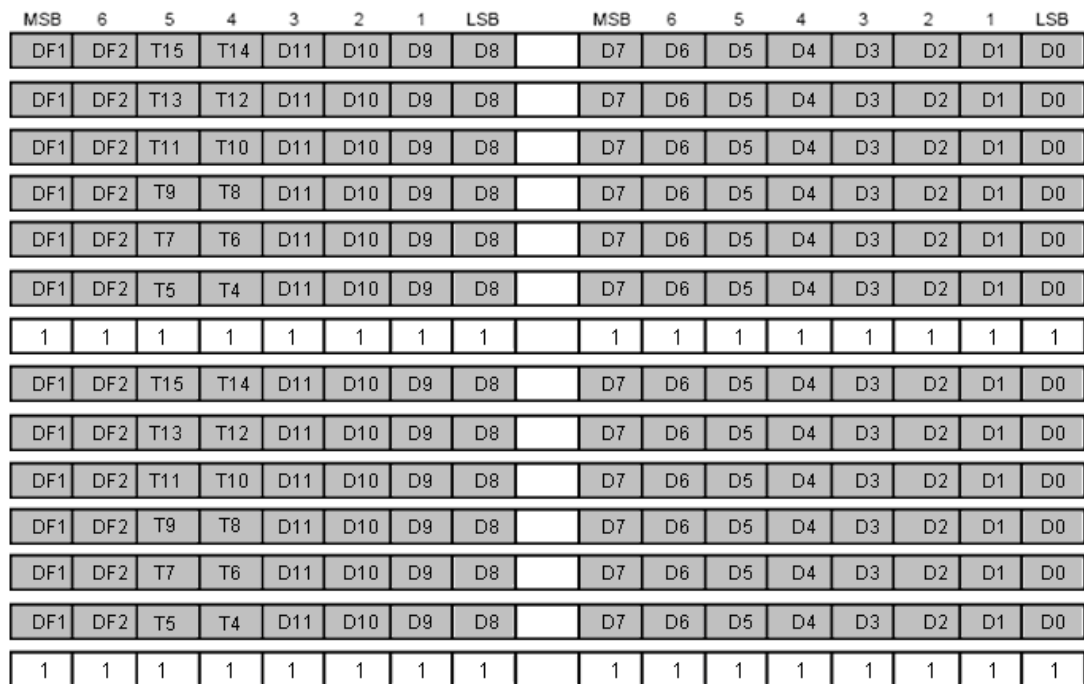 MSB 6 5 4 3 2 1 LSB MSB 6 5 4 3 2 1 LSB
DF1 DF2 T15 T14 D11 D10 D9 D8 D7 D6 D5 D4 D3 D2 D1 D0
DF1 DF2 T13 T12 D11 D10 D9 D8 D7 D6 D5 D4 D3 D2 D1 D0
DF1 DF2 T11 T10 D11 D10 D9 D8 D7 D6 D5 D4 D3 D2 D1 D0
DF1 DF2 T9 T8 D11 D10 D9 D8 D7 D6 D5 D4 D3 D2 D1 D0
DF1 DF2 T7 T6 D11 D10 D9 D8 D7 D6 D5 D4 D3 D2 D1 D0
DF1 DF2 T5 T4 D11 D10 D9 D8 D7 D6 D5 D4 D3 D2 D1 D0
1 1 1 1 1 1 1 1 1 1 1 1 1 1 1 1
DF1 DF2 T15 T14 D11 D10 D9 D8 D7 D6 D5 D4 D3 D2 D1 D0
DF1 DF2 T13 T12 D11 D10 D9 D8 D7 D6 D5 D4 D3 D2 D1 D0
DF1 DF2 T11 T10 D11 D10 D9 D8 D7 D6 D5 D4 D3 D2 D1 D0
DF1 DF2 T9 T8 D11 D10 D9 D8 D7 D6 D5 D4 D3 D2 D1 D0
DF1 DF2 T7 T6 D11 D10 D9 D8 D7 D6 D5 D4 D3 D2 D1 D0
DF1 DF2 T5 T4 D11 D10 D9 D8 D7 D6 D5 D4 D3 D2 D1 D0
1 1 1 1 1 1 1 1 1 1 1 1 1 1 1 1